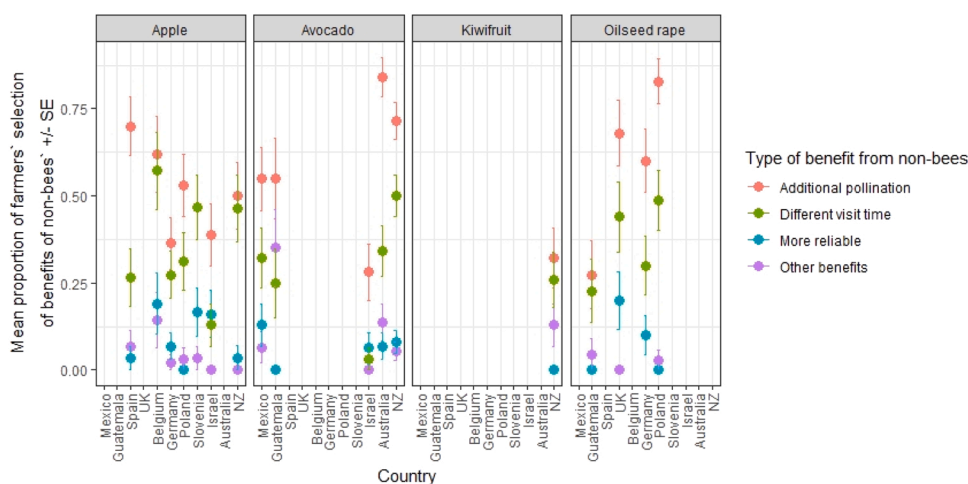 Apple
Avocado
Kiwifruit
Oilseed rape
Mean proportion of farmers` selection
of benefits of non-bees` +/- SE
0.75
0.50
0.25
0.00
Mexico
Guatemala
Spain
UK
Belgium
Germany
Poland
Slovenia
Israel
Australia
NZ
Mexico
Guatemala
Spain
UK
Belgium
Germany
Poland
Slovenia
Israel
Australia
NZ
Mexico
Guatemala
Spain
UK
Belgium
Germany
Poland
Slovenia
Israel
Australia
NZ
Mexico
Guatemala
Spain
UK
Belgium
Germany
Poland
Slovenia
Israel
Australia
NZ
Country
Type of benefit from non-bees
Additional pollination
Different visit time
More reliable
Other benefits